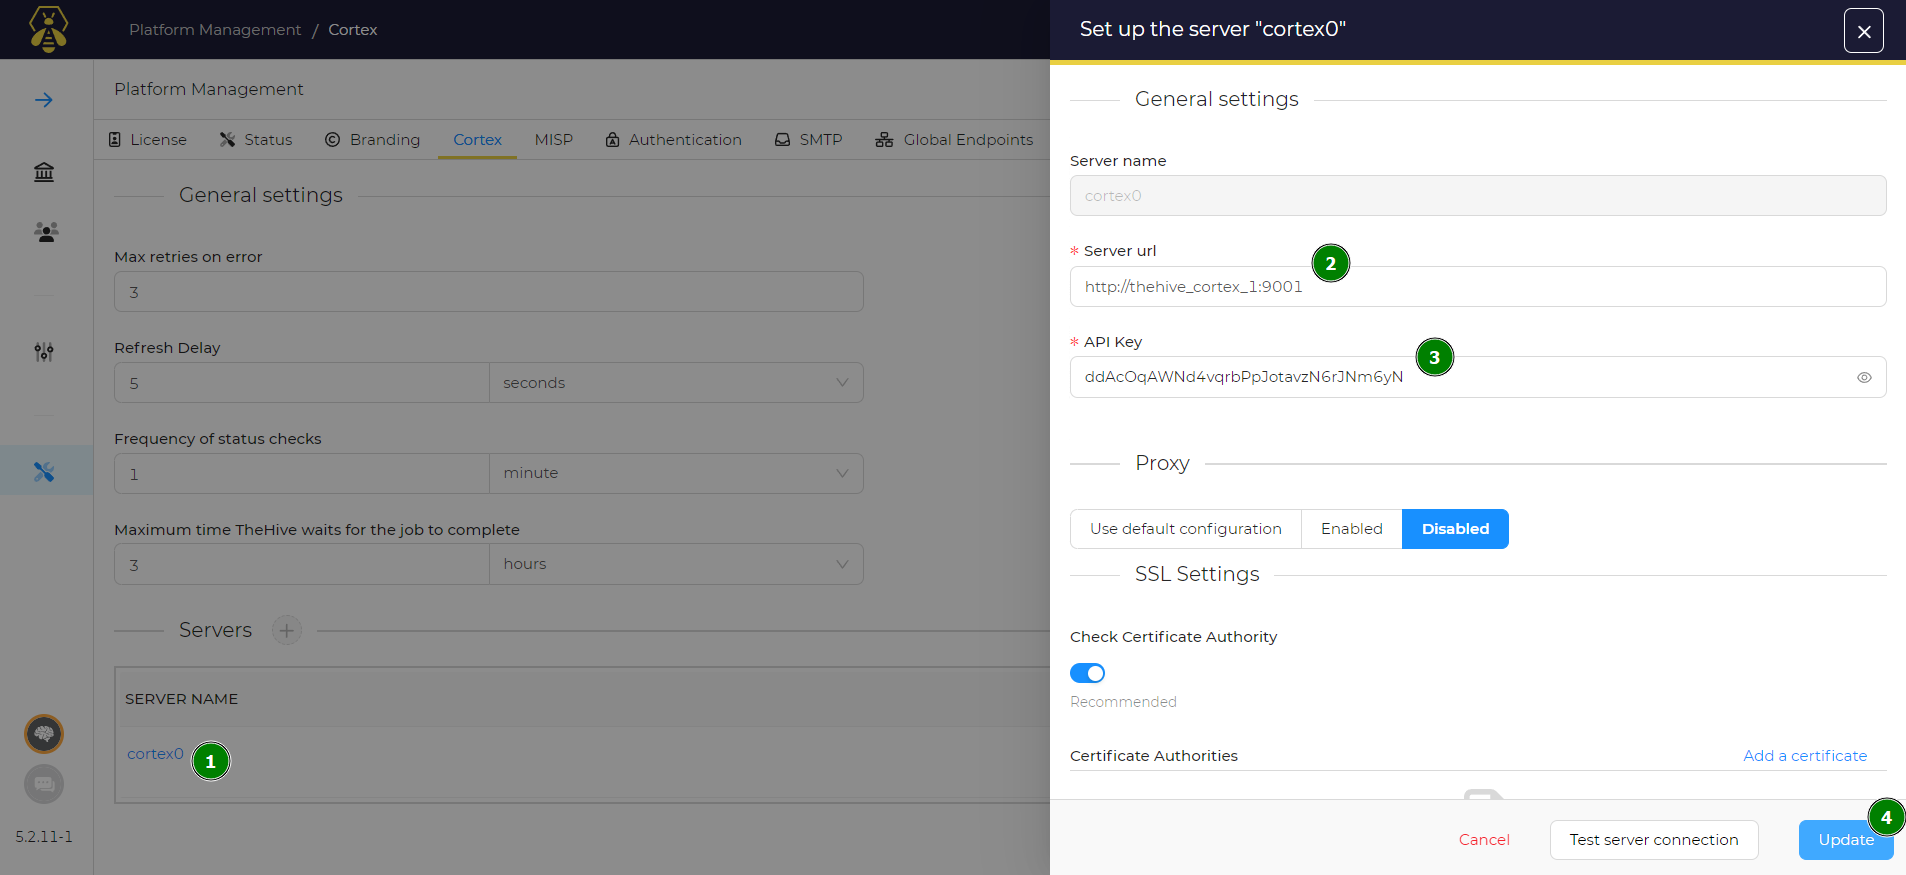 Platform Management / Cortex
Set up the server "cortex0"
Platform Management
License Status Branding Cortex MISP Authentication SMTP Global Endpoints
General settings
Max retries on error
3
Refresh Delay
5 seconds
Frequency of status checks
1 minute
Maximum time TheHive waits for the job to complete
3 hours
Servers
SERVER NAME
cortex0 1
5.2.11-1
General settings
Server name
cortex0
* Server url
2
http://thehive_cortex_1:9001
* API Key
3
ddAcOqAWNd4vqrbPpJotavzN6rJNm6yN
Proxy
Use default configuration Enabled Disabled
SSL Settings
Check Certificate Authority
Recommended
Certificate Authorities Add a certificate
4
Cancel Test server connection Update